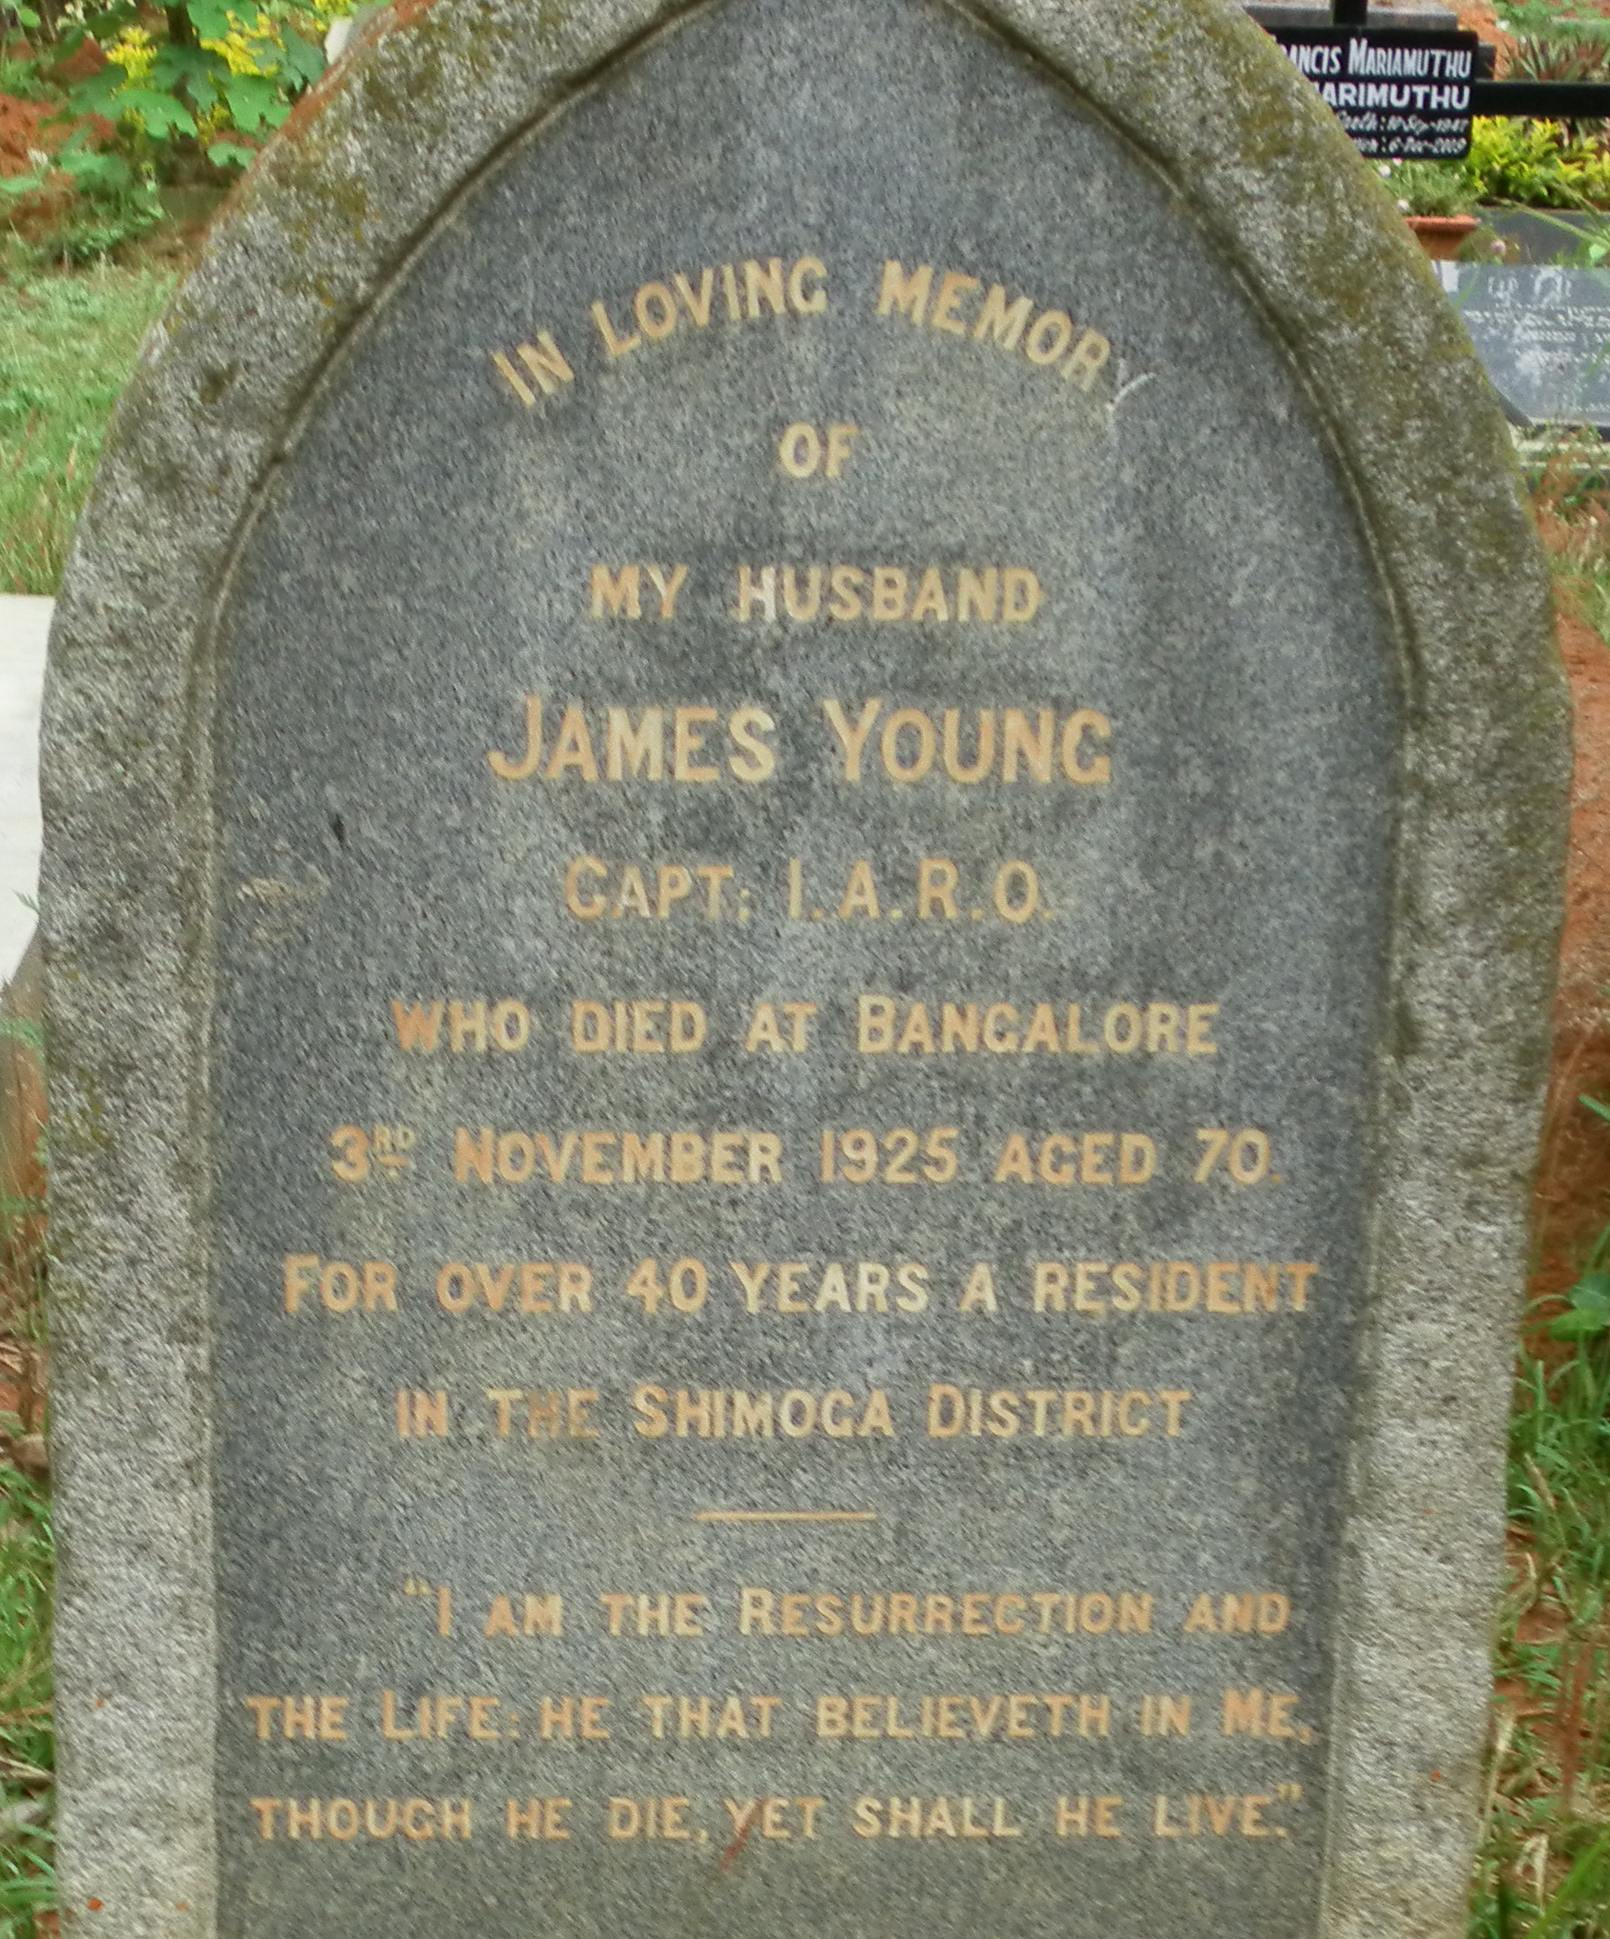 IN LOVING MEMORY
OF
MY HUSBAND
JAMES YOUNG
CAPT: I.A.R.O.
WHO DIED AT BANGALORE
3RD NOVEMBER 1925 AGED 70.
FOR OVER 40 YEARS A RESIDENT
IN THE SHIMOGA DISTRICT
"I AM THE RESURRECTION AND
THE LIFE: HE THAT BELIEVETH IN ME,
THOUGH HE DIE, YET SHALL HE LIVE."
MARIAMUTHU